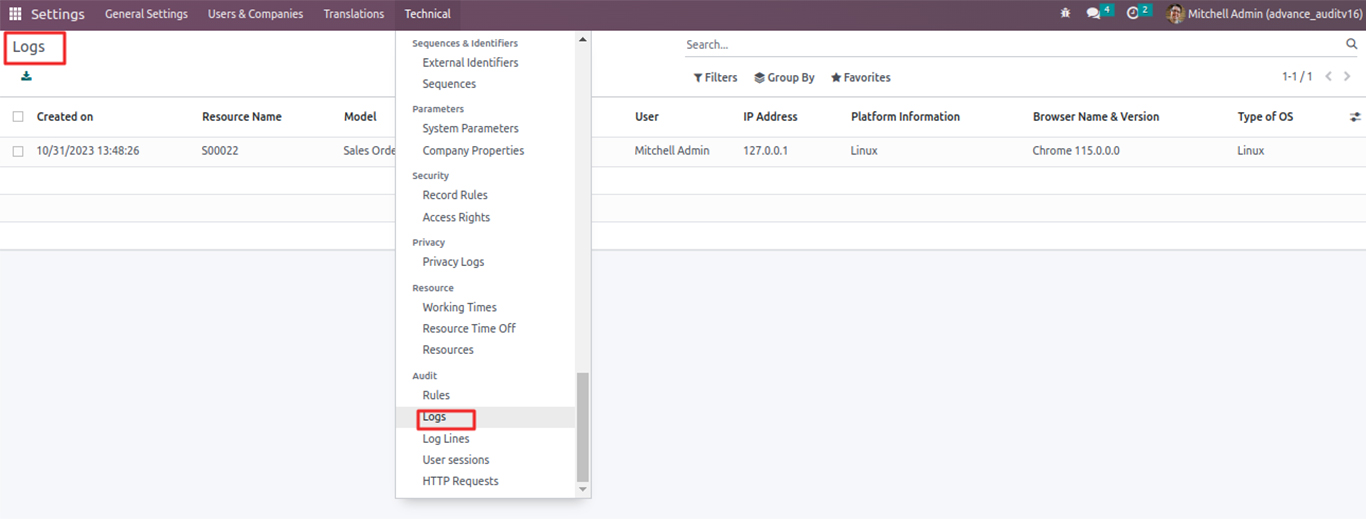 Settings General Settings Users & Companies Translations Technical 4 2 Mitchell Admin (advance_auditv16)
Logs
Search...
Filters Group By Favorites 1-1 / 1
Created on Resource Name Model User IP Address Platform Information Browser Name & Version Type of OS
10/31/2023 13:48:26 S00022 Sales Orde Mitchell Admin 127.0.0.1 Linux Chrome 115.0.0.0 Linux
Sequences & Identifiers
External Identifiers
Sequences
Parameters
System Parameters
Company Properties
Security
Record Rules
Access Rights
Privacy
Privacy Logs
Resource
Working Times
Resource Time Off
Resources
Audit
Rules
Logs
Log Lines
User sessions
HTTP Requests